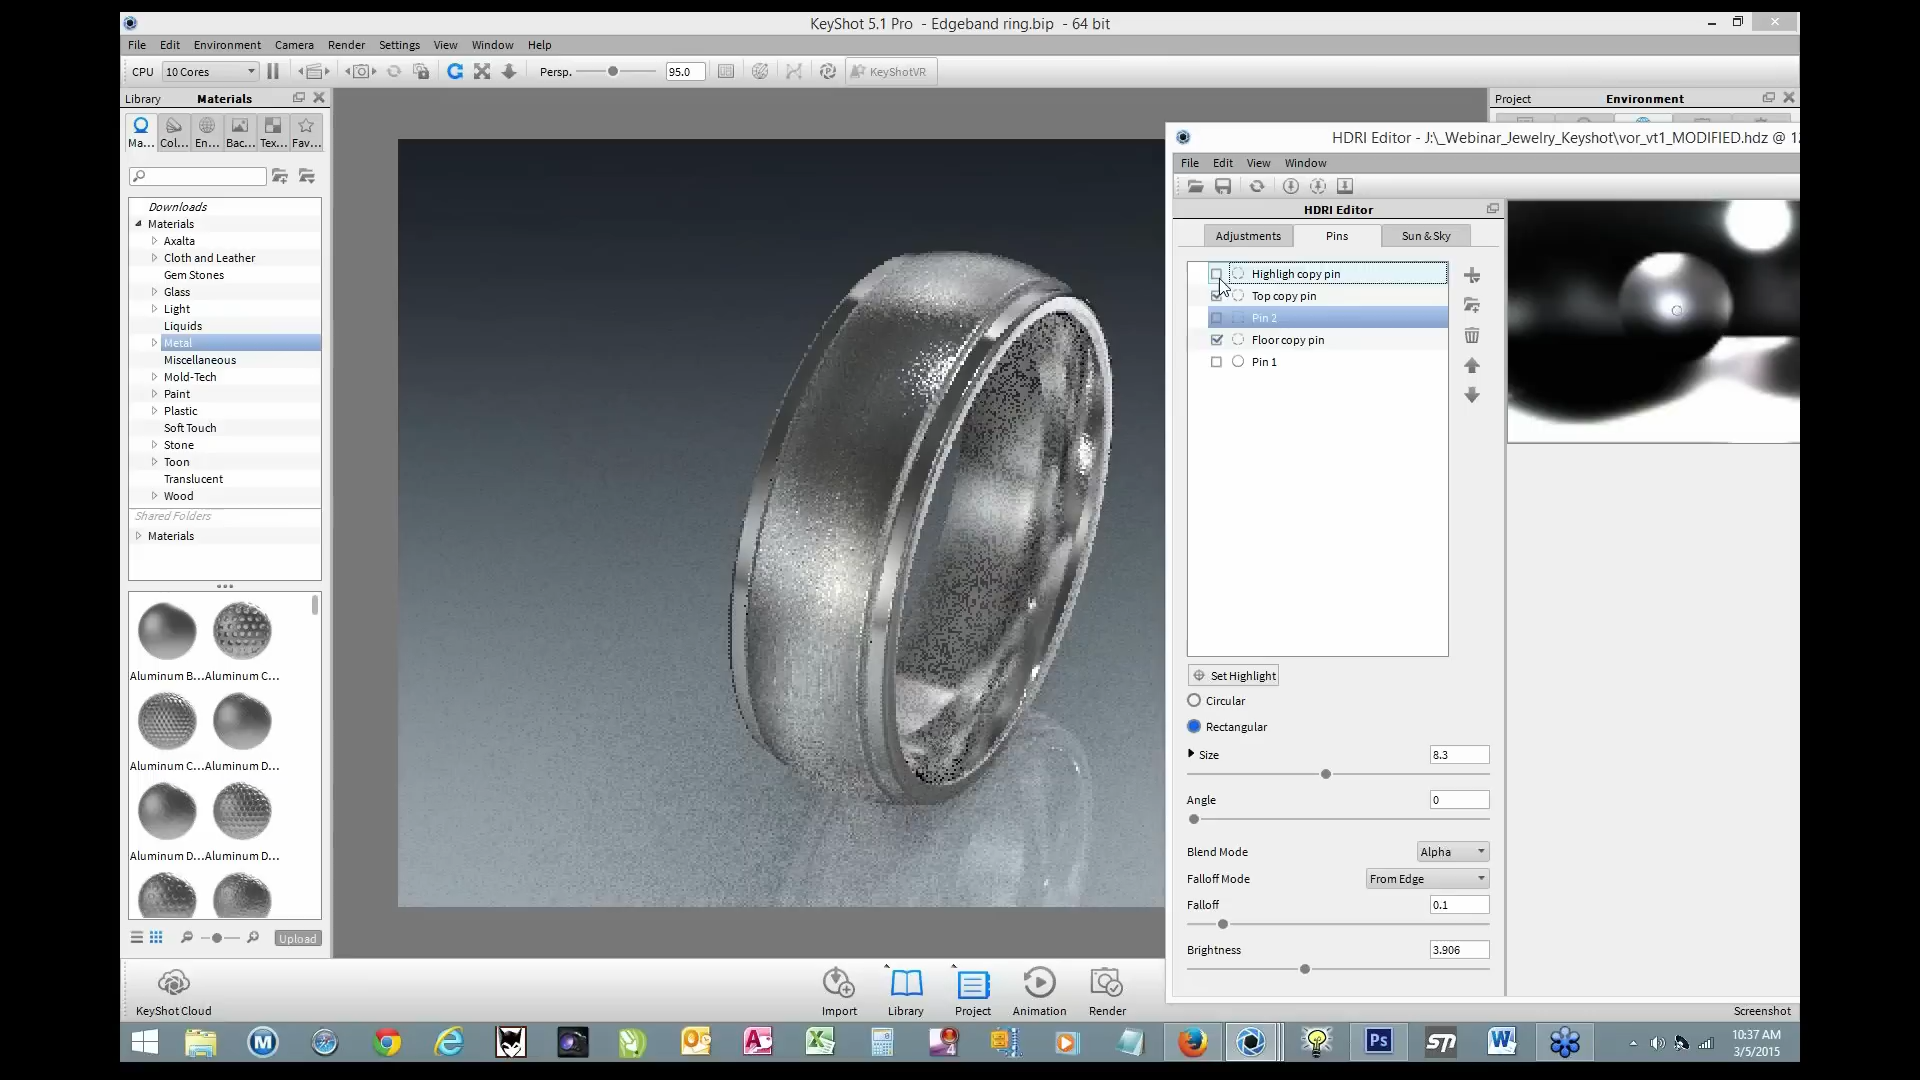 KeyShot 5.1 Pro - Edgeband ring.bip - 64 bit
File Edit Environment Camera Render Settings View Window Help
CPU 10 Cores Persp. 95.0 KeyShotVR
Library Materials
Project Environment
Ma... Col... En... Bac... Tex... Fav...
Downloads
Materials
Axalta
Cloth and Leather
Gem Stones
Glass
Light
Liquids
Metal
Miscellaneous
Mold-Tech
Paint
Plastic
Soft Touch
Stone
Toon
Translucent
Wood
Shared Folders
Materials
Aluminum B... Aluminum C...
Aluminum C... Aluminum D...
Aluminum D... Aluminum D...
Upload
HDRI Editor - J:\_Webinar_Jewelry_Keyshot\vor_vt1_MODIFIED.hdz @ 12
File Edit View Window
HDRI Editor
Adjustments Pins Sun & Sky
Highligh copy pin
Top copy pin
Pin 2
Floor copy pin
Pin 1
Set Highlight
Circular
Rectangular
Size 8.3
Angle 0
Blend Mode Alpha
Falloff Mode From Edge
Falloff 0.1
Brightness 3.906
KeyShot Cloud Import Library Project Animation Render Screenshot
10:37 AM
3/5/2015